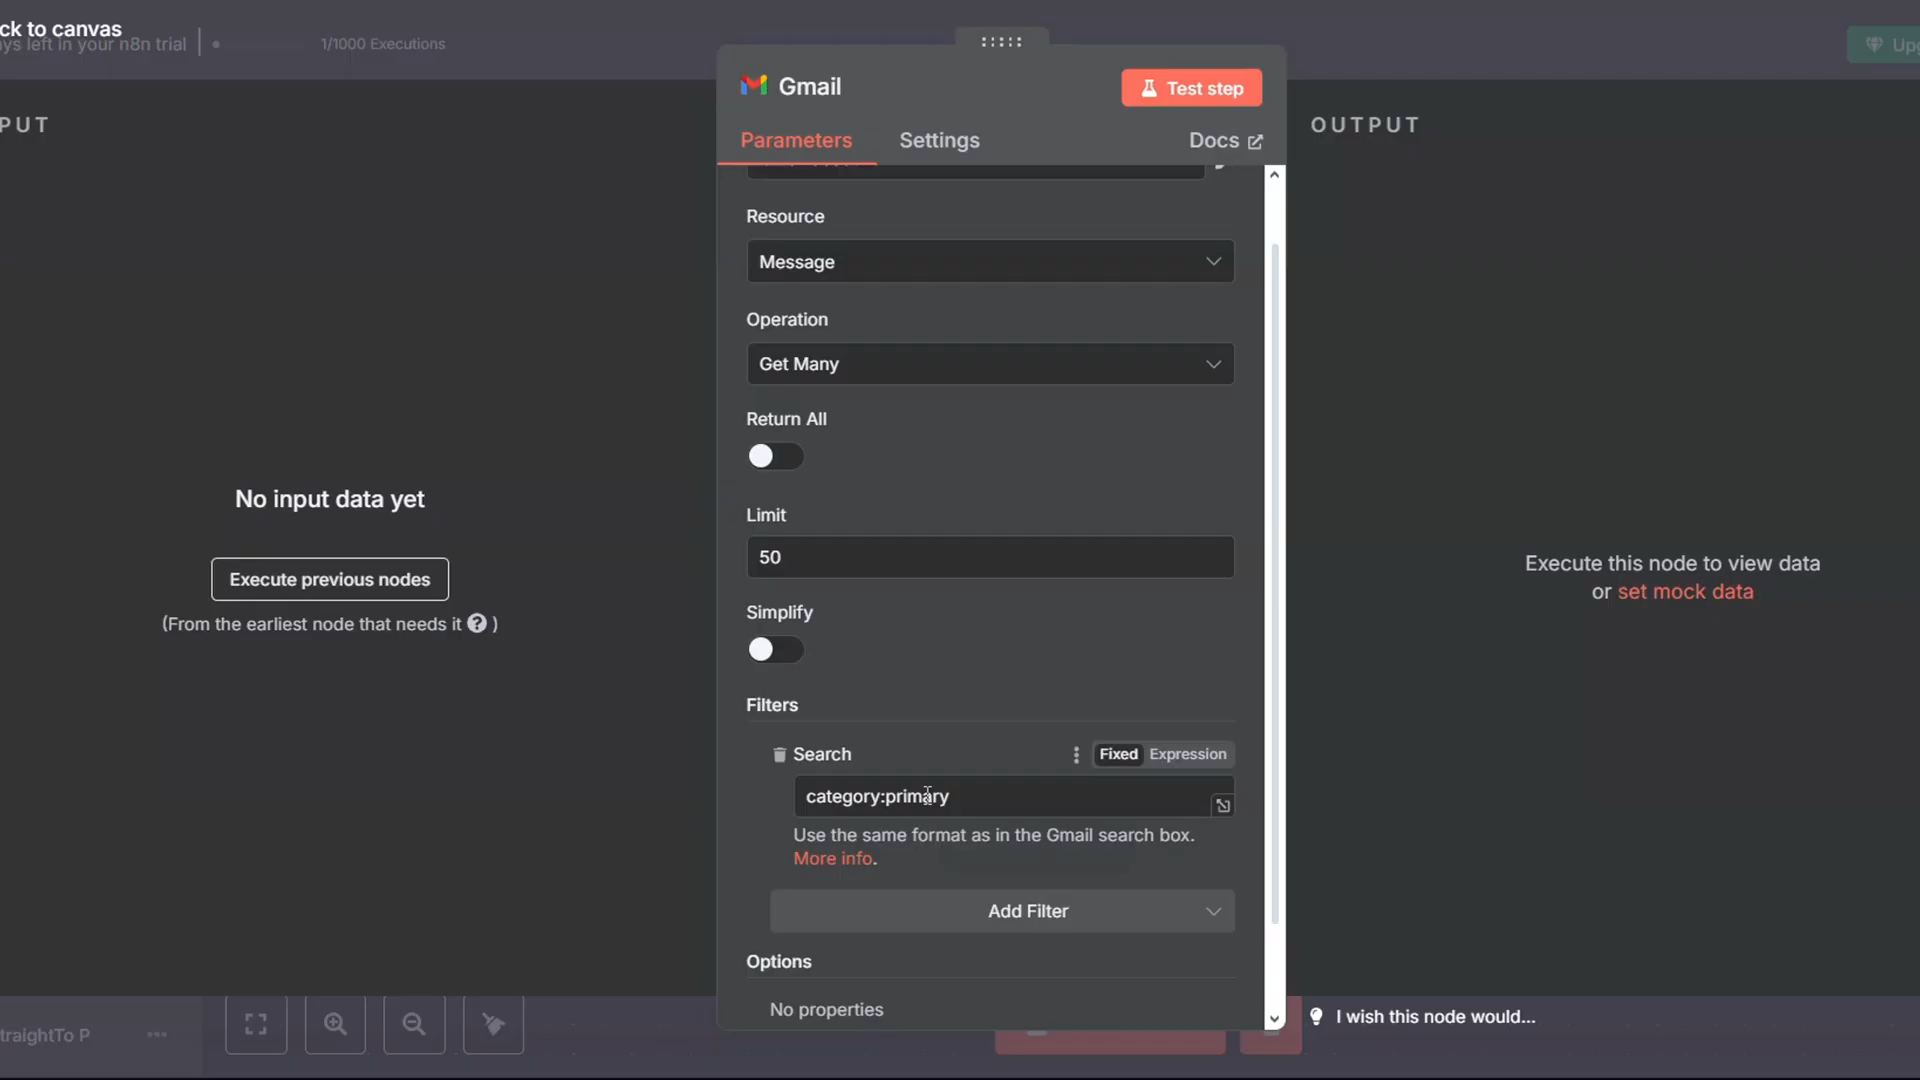 ck to canvas
ays left in your n8n trial
1/1000 Executions
Upg
PUT
Gmail
Test step
Parameters
Settings
Docs
OUTPUT
Resource
Message
Operation
Get Many
Return All
Limit
50
Simplify
Filters
Search
Fixed
Expression
category:primary
Use the same format as in the Gmail search box.
More info.
Add Filter
Options
No properties
No input data yet
Execute previous nodes
(From the earliest node that needs it ? )
Execute this node to view data
or set mock data
traightTo P
I wish this node would...